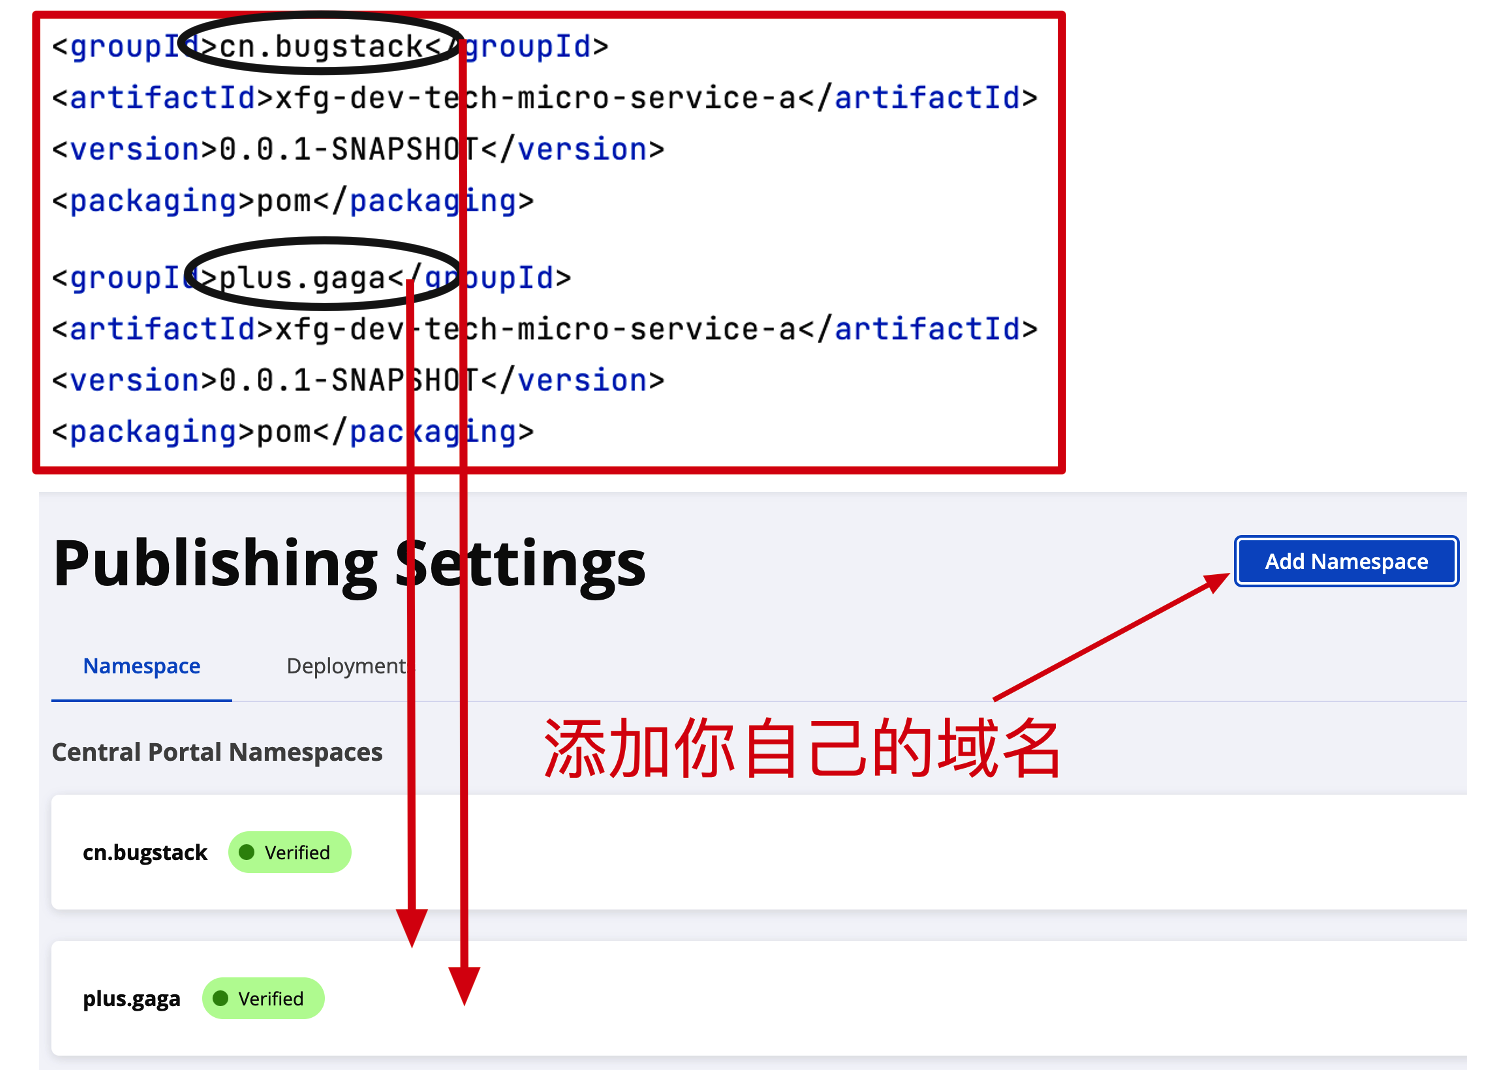 <groupId>cn.bugstack</groupId>
<artifactId>xfg-dev-tech-micro-service-a</artifactId>
<version>0.0.1-SNAPSHOT</version>
<packaging>pom</packaging>
<groupId>plus.gaga</groupId>
<artifactId>xfg-dev-tech-micro-service-a</artifactId>
<version>0.0.1-SNAPSHOT</version>
<packaging>pom</packaging>
Publishing Settings
Add Namespace
Namespace
Deployments
添加你自己的域名
Central Portal Namespaces
cn.bugstack
Verified
plus.gaga
Verified